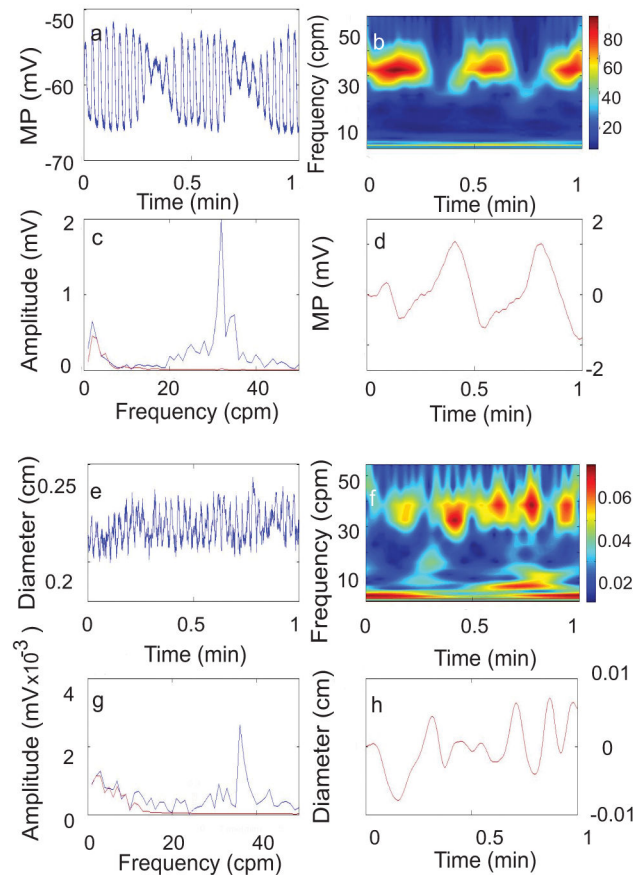 a
MP (mV)
-50
-60
-70
0
0.5
1
Time (min)
b
Frequency (cpm)
50
30
10
0
0.5
1
Time (min)
80
60
40
20
c
Amplitude (mV)
2
1
0
0
20
40
Frequency (cpm)
d
MP (mV)
2
0
-2
0
0.5
1
Time (min)
e
Diameter (cm)
0.25
0.2
0
0.5
1
Time (min)
f
Frequency (cpm)
50
30
10
0
0.5
1
Time (min)
0.06
0.04
0.02
g
Amplitude (mVx10-3)
4
2
0
0
20
40
Frequency (cpm)
h
Diameter (cm)
0.01
0
-0.01
0
0.5
1
Time (min)